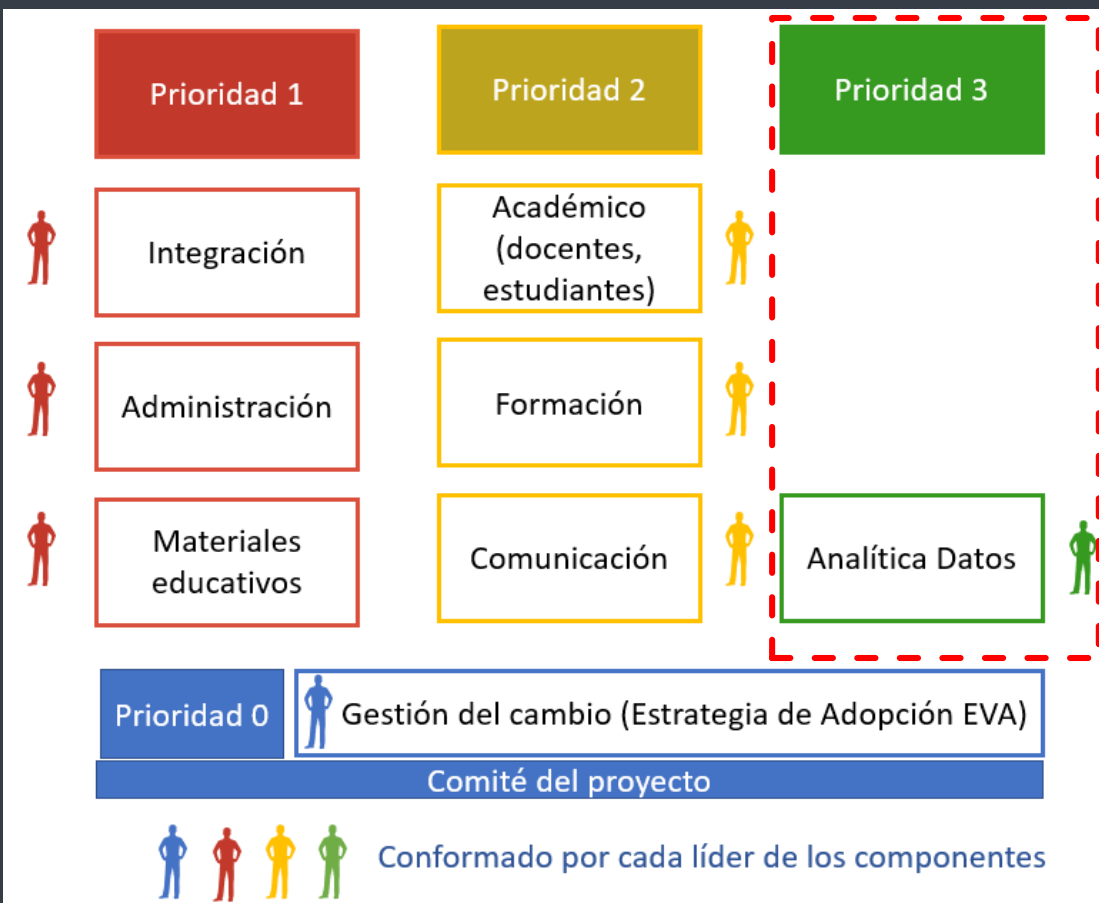 Prioridad 1
Prioridad 2
Prioridad 3
Integración
Académico
(docentes,
estudiantes)
Administración
Formación
Materiales
educativos
Comunicación
Analítica Datos
Prioridad 0
Gestión del cambio (Estrategia de Adopción EVA)
Comité del proyecto
Conformado por cada líder de los componentes